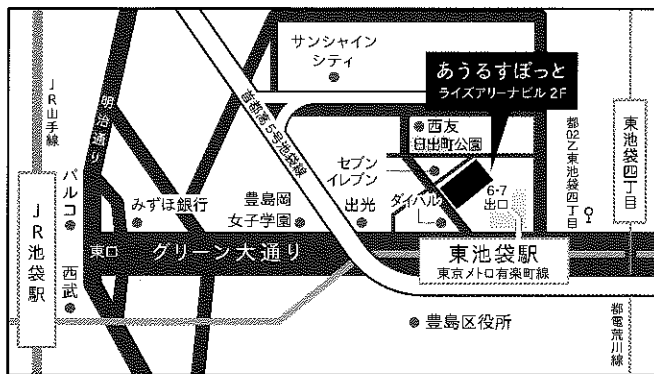 サンシャイン
シティ
あうるすぽっと
ライズアリーナビル 2F
JR山手線
明治通り
首都高5号池袋線
西友
日出町公園
都02乙東池袋四丁目
東池袋四丁目
セブン
イレブン
パルコ
みずほ銀行
豊島岡
女子学園
出光
ダイハツ
6・7
出口
JR池袋駅
東口
グリーン大通り
東池袋駅
東京メトロ有楽町線
西武
豊島区役所
都電荒川線